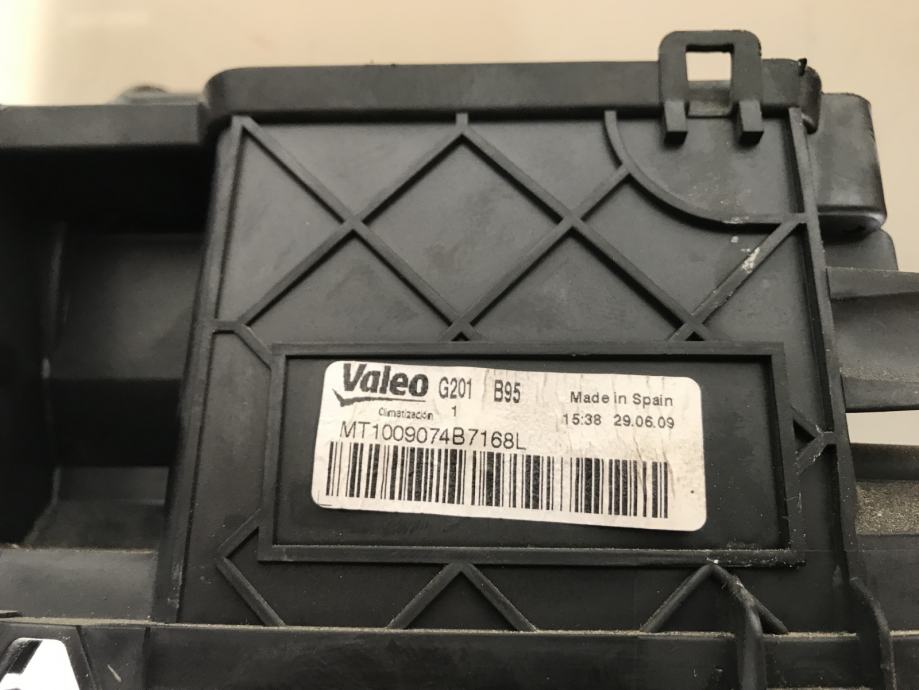 Valeo G201 B95 Made in Spain
Climatización 1 15:38 29.06.09
MT1009074B7168L